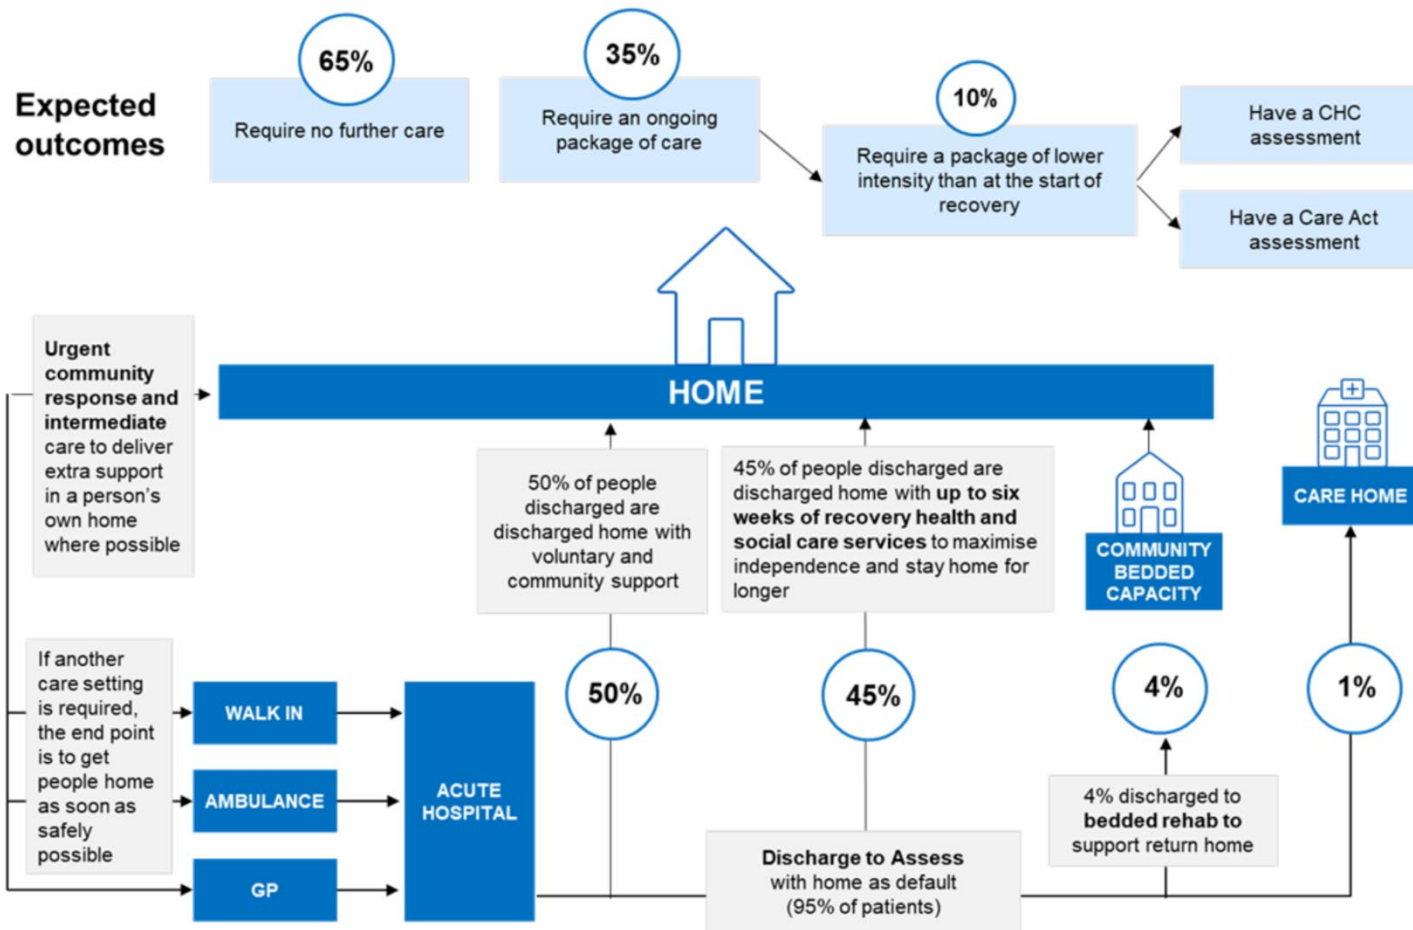 Expected
outcomes
65%
Require no further care
35%
Require an ongoing
package of care
10%
Require a package of lower
intensity than at the start of
recovery
Have a CHC
assessment
Have a Care Act
assessment
Urgent
community
response and
intermediate
care to deliver
extra support
in a person's
own home
where possible
HOME
50% of people
discharged are
discharged home with
voluntary and
community support
45% of people discharged are
discharged home with up to six
weeks of recovery health and
social care services to maximise
independence and stay home for
longer
COMMUNITY
BEDDED
CAPACITY
CARE HOME
If another
care setting
is required,
the end point
is to get
people home
as soon as
safely
possible
WALK IN
AMBULANCE
GP
ACUTE
HOSPITAL
50%
45%
4%
1%
Discharge to Assess
with home as default
(95% of patients)
4% discharged to
bedded rehab to
support return home